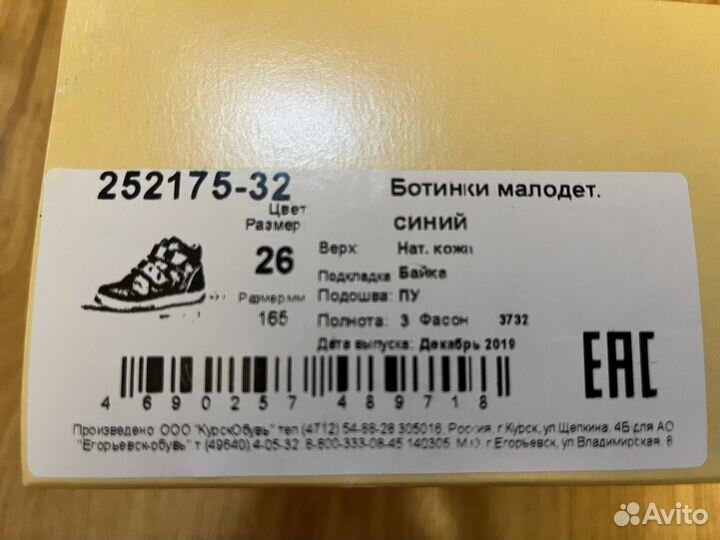 252175-32 Ботинки малодет.
Цвет синий
Размер
26 Верх Нат. кожа
Подкладка Байка
Размер мм Подошва: ПУ
165 Полнота: 3 Фасон 3732
Дата выпуска: Декабрь 2019
EAC
4 690257 489718
Произведено ООО "КурскОбувь" тел (4712) 54-86-28 305016, Россия, г Курск, ул.Щепкина, 4Б для АО
"Егорьевск-обувь" т (49640) 4-05-32 8-800-333-08-45 140305. М.О. г Егорьевск, ул Владимирская 8
Avito